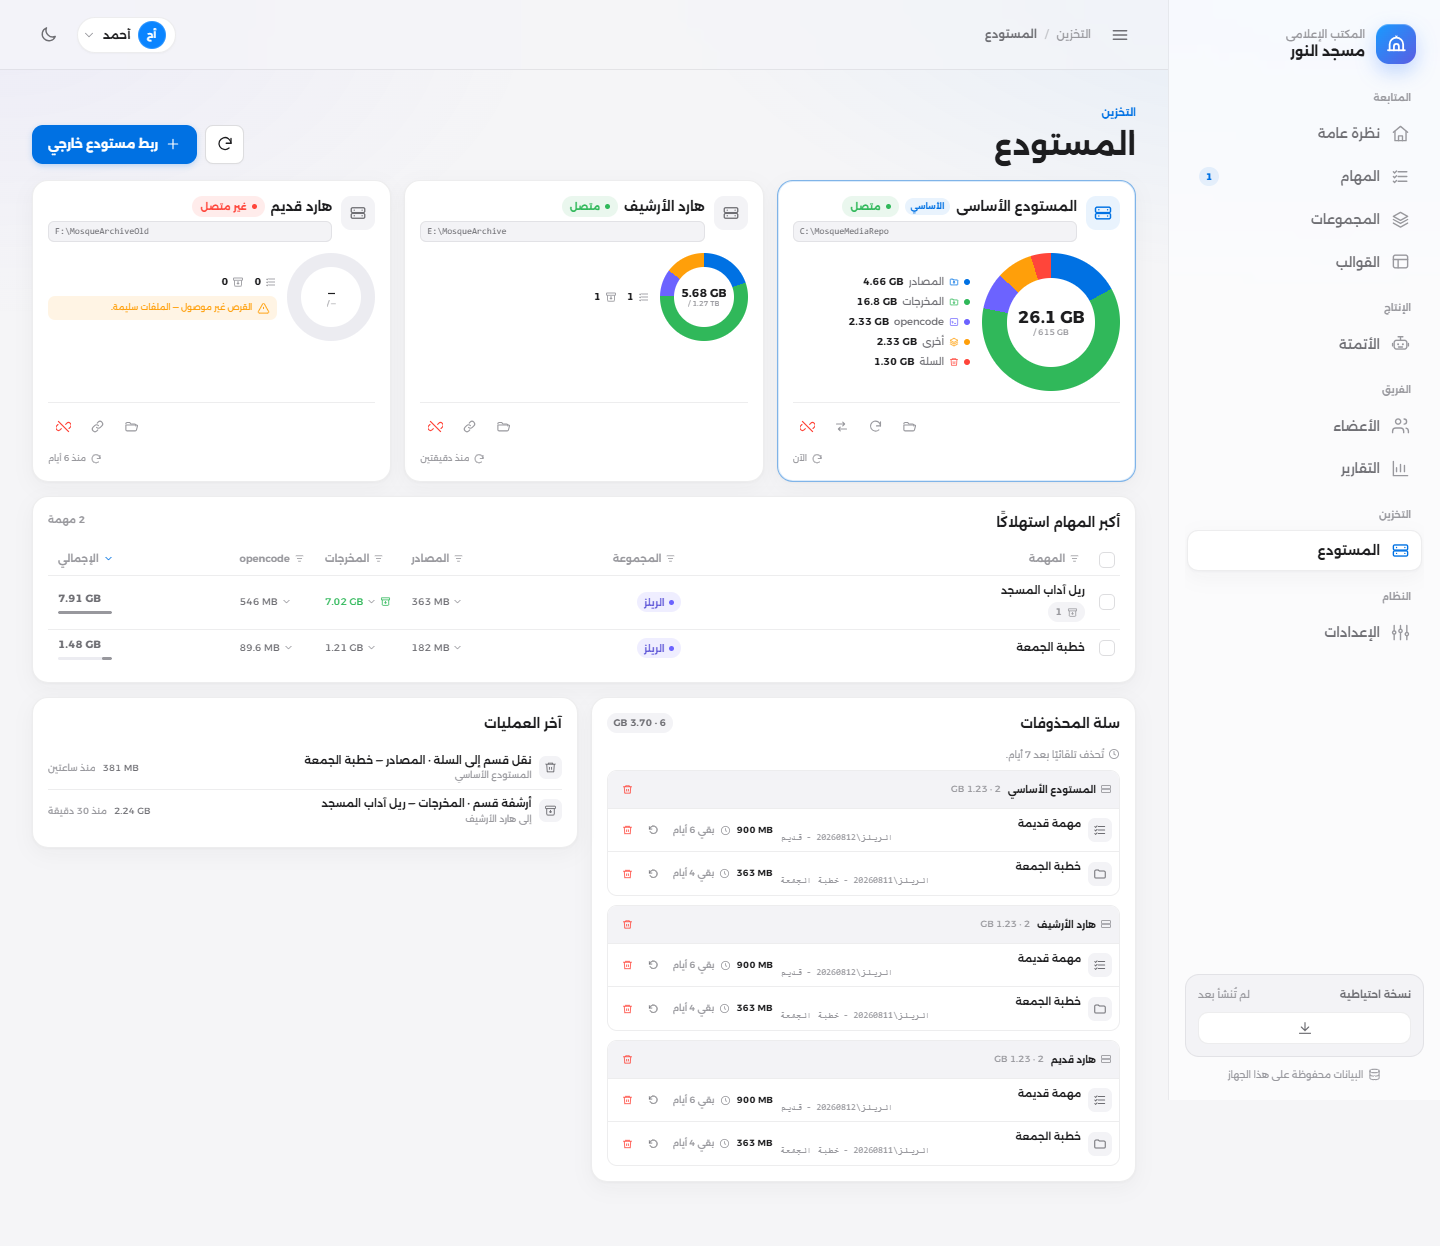 المكتب الإعلامي
مسجد النور
المتابعة
نظرة عامة
المهام
1
المجموعات
القوالب
الإنتاج
الأتمتة
الفريق
الأعضاء
التقارير
التخزين
المستودع
النظام
الإعدادات
نسخة احتياطية
لم تُنشأ بعد
البيانات محفوظة على هذا الجهاز
التخزين / المستودع
أح أحمد
التخزين
المستودع
ربط مستودع خارجي
المستودع الأساسي الأساسي متصل
C:\MosqueMediaRepo
26.1 GB
/ 615 GB
المصادر 4.66 GB
المخرجات 16.8 GB
opencode 2.33 GB
أخرى 2.33 GB
السلة 1.30 GB
الآن
هارد الأرشيف متصل
E:\MosqueArchive
5.68 GB
/ 1.27 TB
1 1
منذ دقيقتين
هارد قديم غير متصل
F:\MosqueArchiveOld
—
/ —
0 0
القرص غير موصول — الملفات سليمة.
منذ 6 أيام
أكبر المهام استهلاكًا
2 مهمة
المهمة المجموعة المصادر المخرجات opencode الإجمالي
ريل آداب المسجد
1
الريلز 363 MB 7.02 GB 546 MB 7.91 GB
خطبة الجمعة الريلز 182 MB 1.21 GB 89.6 MB 1.48 GB
سلة المحذوفات
6 · 3.70 GB
تُحذف تلقائيًا بعد 7 أيام.
المستودع الأساسي 2 · 1.23 GB
مهمة قديمة
الريلز\20260812 - قديم
900 MB بقي 6 أيام
خطبة الجمعة
الريلز\20260811 - خطبة الجمعة
363 MB بقي 4 أيام
هارد الأرشيف 2 · 1.23 GB
مهمة قديمة
الريلز\20260812 - قديم
900 MB بقي 6 أيام
خطبة الجمعة
الريلز\20260811 - خطبة الجمعة
363 MB بقي 4 أيام
هارد قديم 2 · 1.23 GB
مهمة قديمة
الريلز\20260812 - قديم
900 MB بقي 6 أيام
خطبة الجمعة
الريلز\20260811 - خطبة الجمعة
363 MB بقي 4 أيام
آخر العمليات
نقل قسم إلى السلة · المصادر — خطبة الجمعة
المستودع الأساسي
381 MB منذ ساعتين
أرشفة قسم · المخرجات — ريل آداب المسجد
إلى هارد الأرشيف
2.24 GB منذ 30 دقيقة